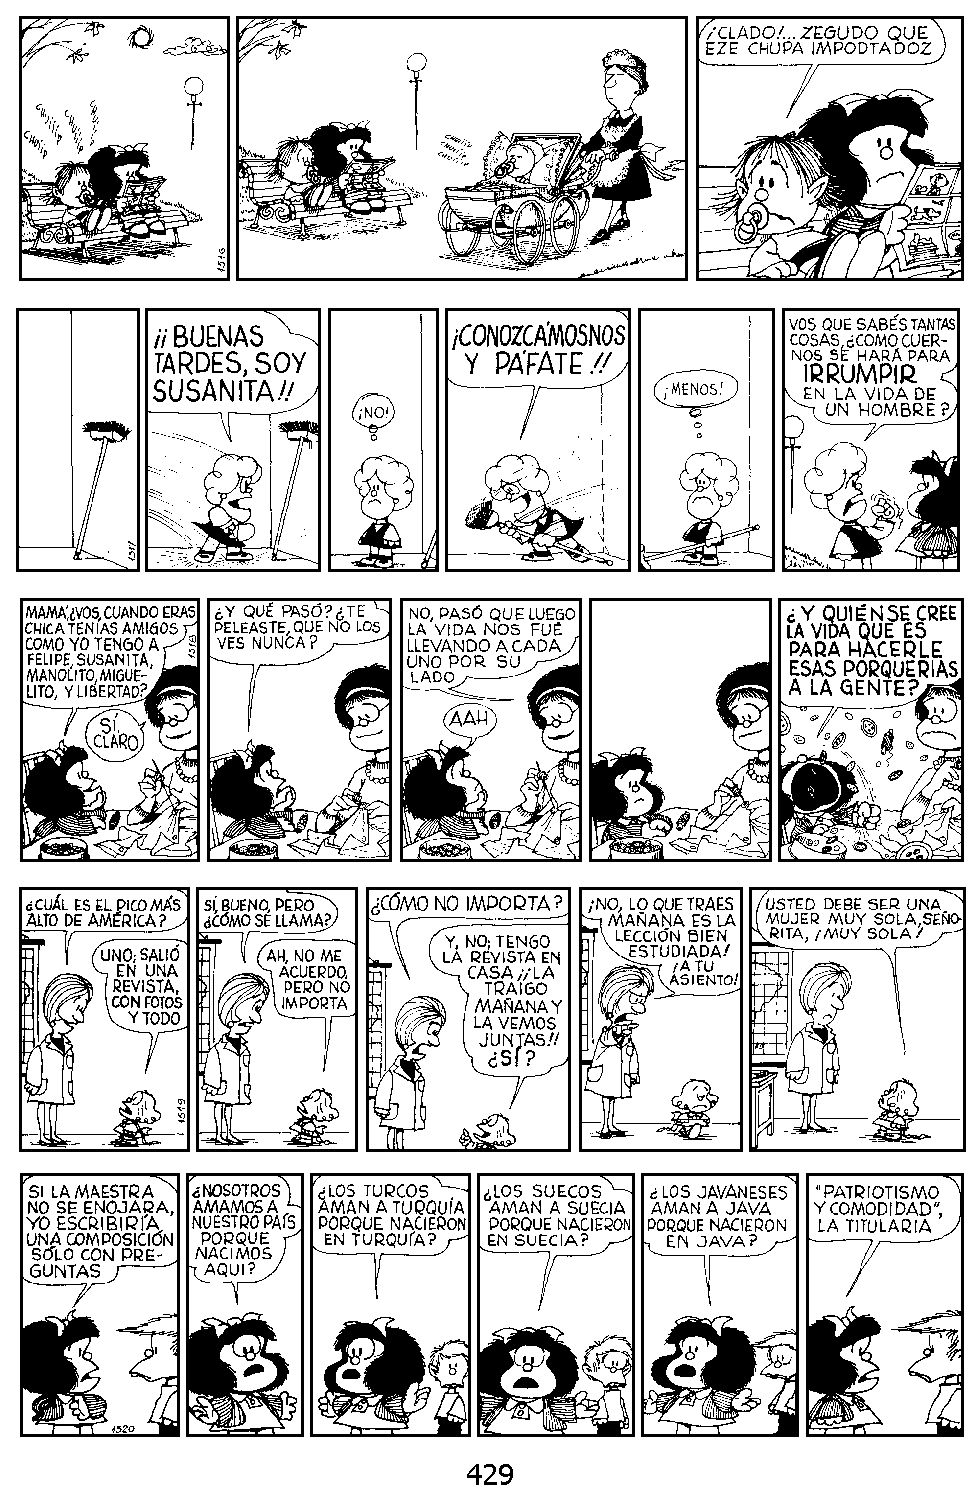 CHUIP
CHUIIP
CHUIP
1516
CHUIP
CHUIP
¡CLADO!... ZEGUDO QUE
EZE CHUPA IMPODTADOZ
1517
¡¡BUENAS
TARDES, SOY
SUSANITA!!
¡NO!
¡CONOZCÁMOSNOS
Y PÁFATE!!
¡MENOS!
VOS QUE SABÉS TANTAS
COSAS, ¿CÓMO CUER-
NOS SE HARÁ PARA
IRRUMPIR
EN LA VIDA DE
UN HOMBRE?
MAMÁ, ¿VOS, CUANDO ERAS
CHICA TENÍAS AMIGOS
COMO YO TENGO A
FELIPE, SUSANITA,
MANOLITO, MIGUE-
LITO, Y LIBERTAD?
1518
SÍ,
CLARO
¿Y QUÉ PASÓ? ¿TE
PELEASTE, QUE NO LOS
VES NUNCA?
NO, PASÓ QUE LUEGO
LA VIDA NOS FUÉ
LLEVANDO A CADA
UNO POR SU
LADO
AAH
¿Y QUIÉN SE CREE
LA VIDA QUE ES
PARA HACERLE
ESAS PORQUERÍAS
A LA GENTE?
¿CUÁL ES EL PICO MÁS
ALTO DE AMÉRICA?
UNO; SALIÓ
EN UNA
REVISTA,
CON FOTOS
Y TODO
1519
SÍ, BUENO, PERO
¿CÓMO SE LLAMA?
AH, NO ME
ACUERDO,
PERO NO
IMPORTA
¿CÓMO NO IMPORTA?
Y, NO; TENGO
LA REVISTA EN
CASA ¡¡LA
TRAIGO
MAÑANA Y
LA VEMOS
JUNTAS!!
¿SÍ?
¡NO, LO QUE TRAES
MAÑANA ES LA
LECCIÓN BIEN
ESTUDIADA!
¡A TU
ASIENTO!
USTED DEBE SER UNA
MUJER MUY SOLA, SEÑO-
RITA, ¡MUY SOLA!
SI LA MAESTRA
NO SE ENOJARA,
YO ESCRIBIRÍA
UNA COMPOSICIÓN
SÓLO CON PRE-
GUNTAS
1520
¿NOSOTROS
AMAMOS A
NUESTRO PAÍS
PORQUE
NACIMOS
AQUÍ?
¿LOS TURCOS
AMAN A TURQUÍA
PORQUE NACIERON
EN TURQUÍA?
¿LOS SUECOS
AMAN A SUECIA
PORQUE NACIERON
EN SUECIA?
¿LOS JAVANESES
AMAN A JAVA
PORQUE NACIERON
EN JAVA?
"PATRIOTISMO
Y COMODIDAD",
LA TITULARÍA
429